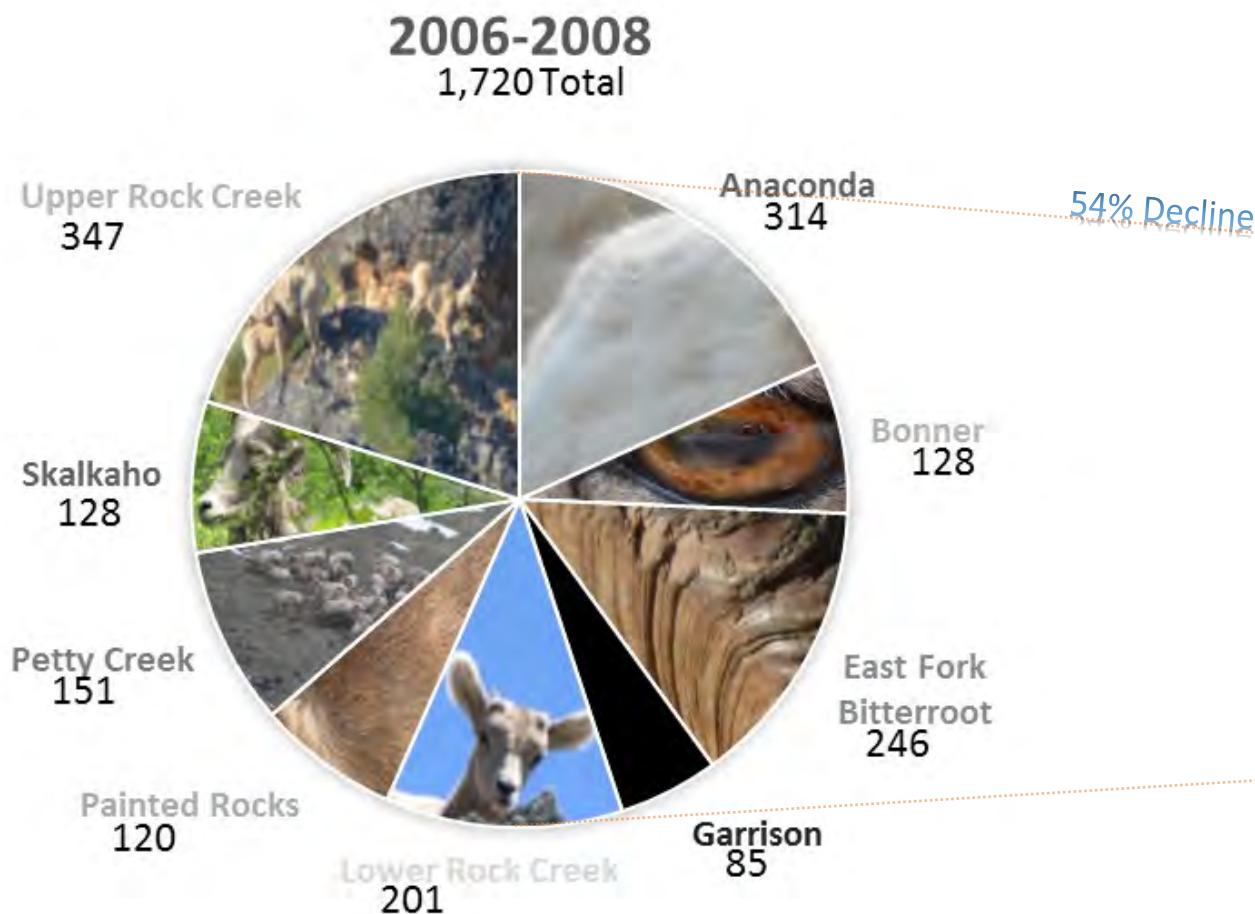 2006-2008
1,720 Total
Upper Rock Creek
347
Anaconda
314
54% Decline
Bonner
128
Skalkaho
128
East Fork
Bitterroot
246
Petty Creek
151
Painted Rocks
120
Garrison
85
Lower Rock Creek
201